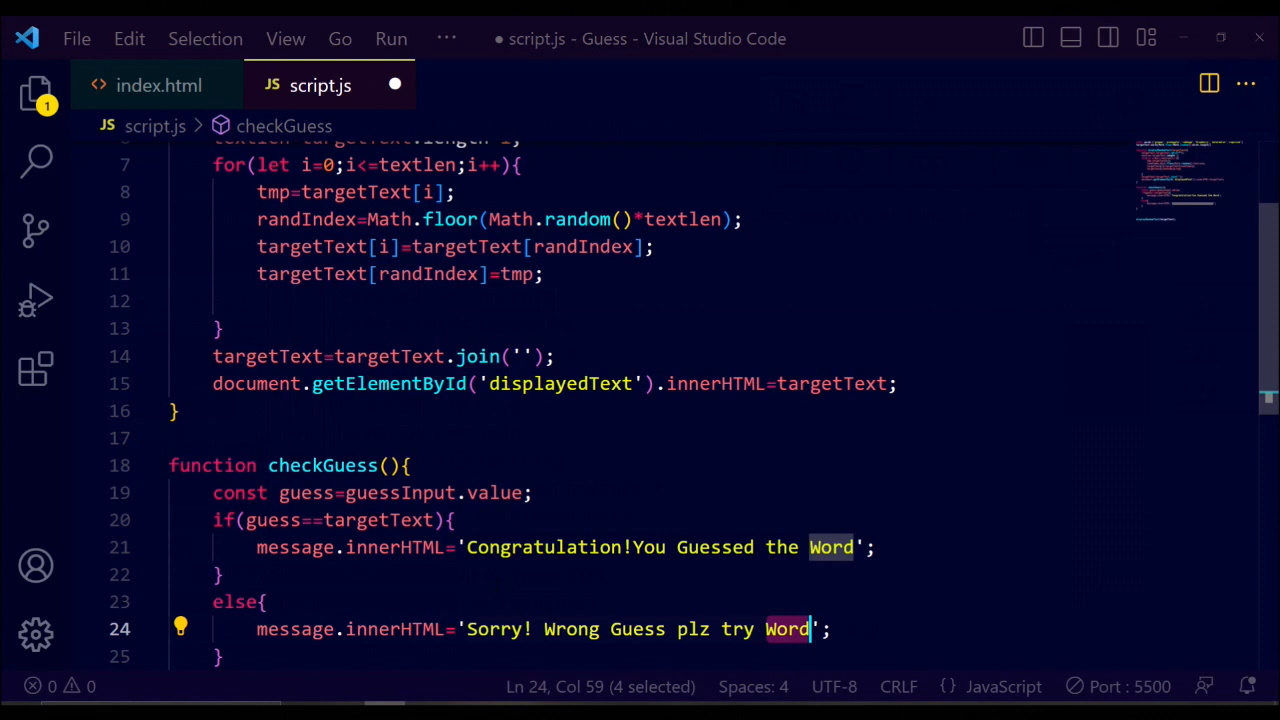 File Edit Selection View Go Run ··· ● script.js - Guess - Visual Studio Code
<> index.html JS script.js ●
JS script.js > checkGuess
1
7 for(let i=0;i<=textlen;i++){
8 tmp=targetText[i];
9 randIndex=Math.floor(Math.random()*textlen);
10 targetText[i]=targetText[randIndex];
11 targetText[randIndex]=tmp;
12
13 }
14 targetText=targetText.join('');
15 document.getElementById('displayedText').innerHTML=targetText;
16 }
17
18 function checkGuess(){
19 const guess=guessInput.value;
20 if(guess==targetText){
21 message.innerHTML='Congratulation!You Guessed the Word';
22 }
23 else{
24 message.innerHTML='Sorry! Wrong Guess plz try Word';
25 }
0 0 Ln 24, Col 59 (4 selected) Spaces: 4 UTF-8 CRLF {} JavaScript Port : 5500